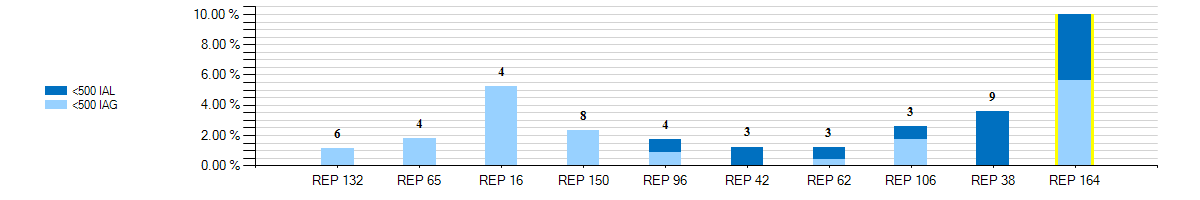 10.00 %
8.00 %
6.00 %
4.00 %
2.00 %
0.00 %
<500 IAL
<500 IAG
6
4
4
8
4
3
3
3
9
REP 132
REP 65
REP 16
REP 150
REP 96
REP 42
REP 62
REP 106
REP 38
REP 164